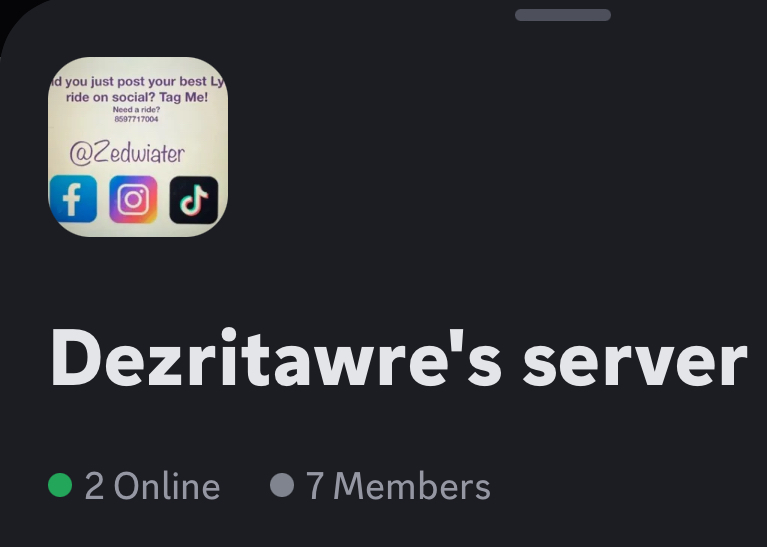 d you just post your best Ly
ride on social? Tag Me!
Need a ride?
8597717004
@Zedwiater
Dezritawre's server
2 Online
7 Members